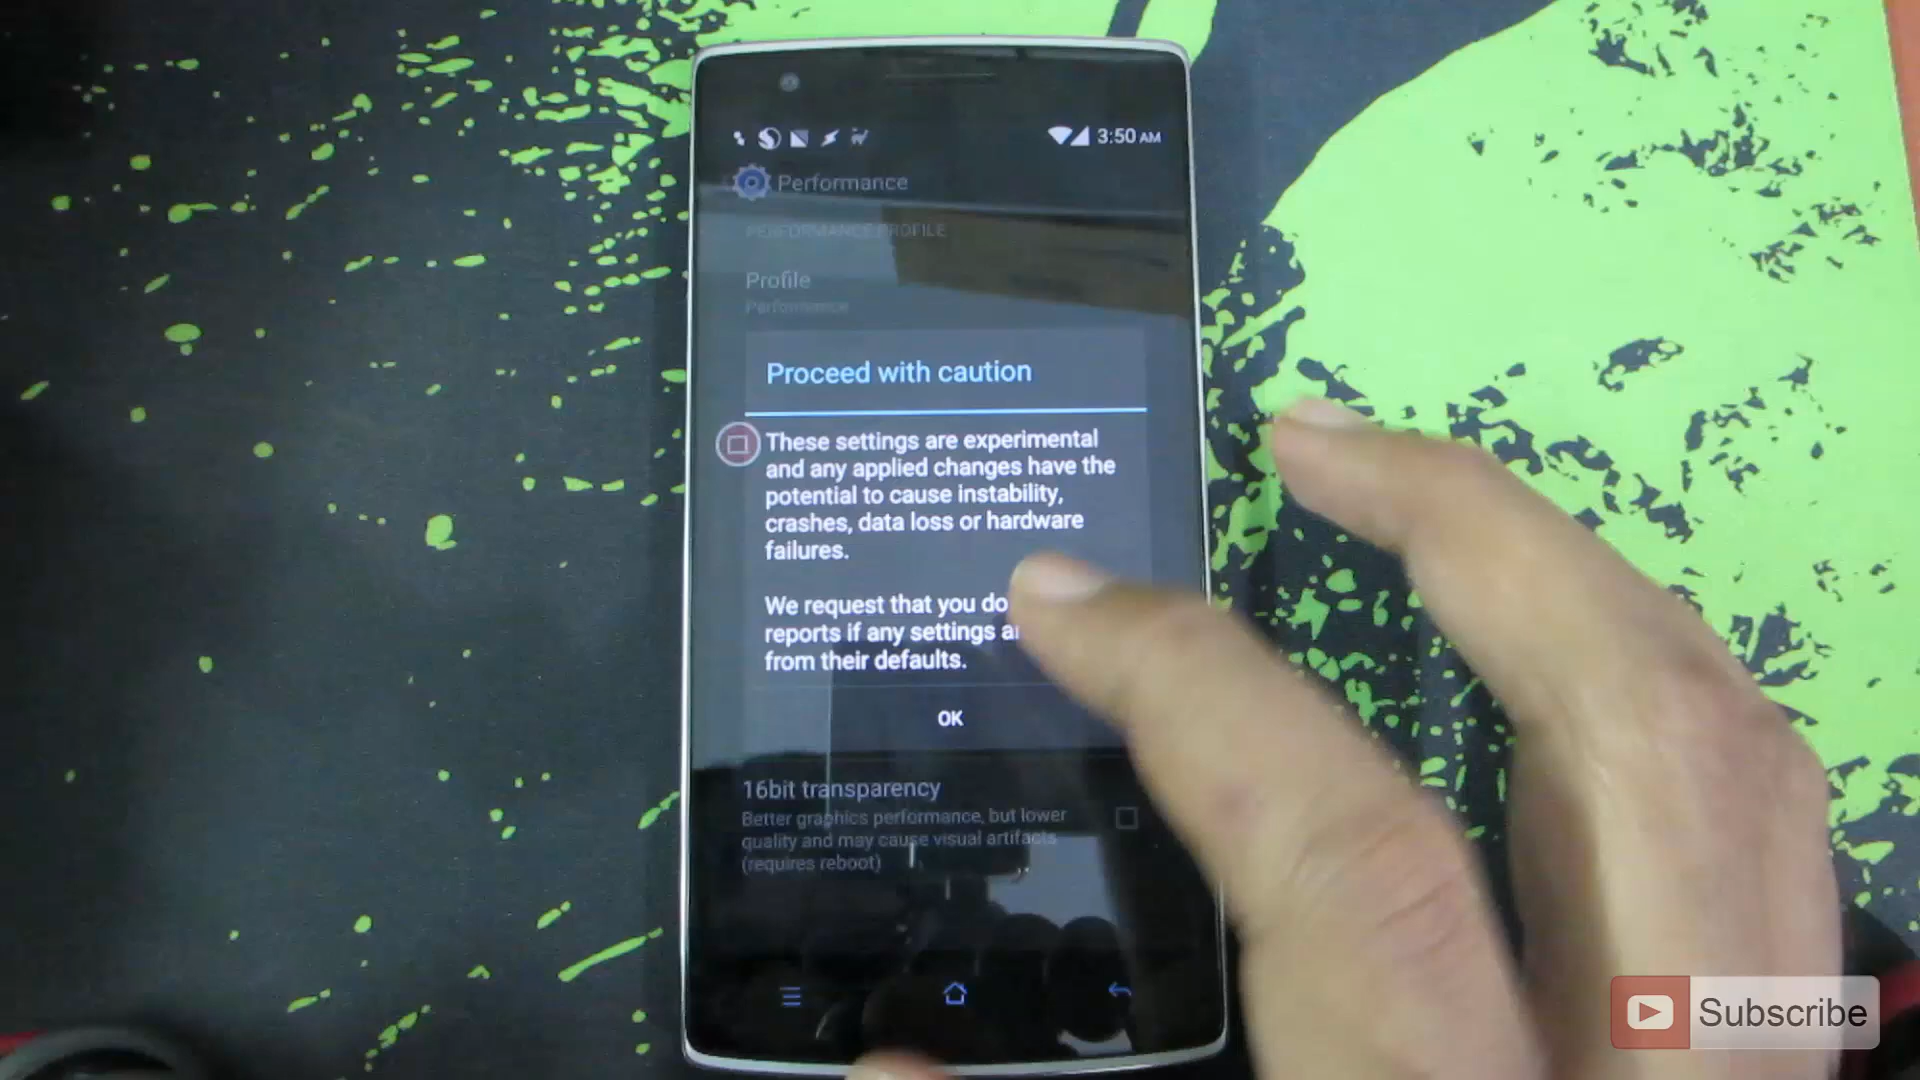 3:50 AM
Performance
PERFORMANCE PROFILE
Profile
Performance
Proceed with caution
These settings are experimental
and any applied changes have the
potential to cause instability,
crashes, data loss or hardware
failures.
We request that you do
reports if any settings
from their defaults.
OK
16bit transparency
Better graphics performance, but lower
quality and may cause visual artifacts
(requires reboot)
Subscribe